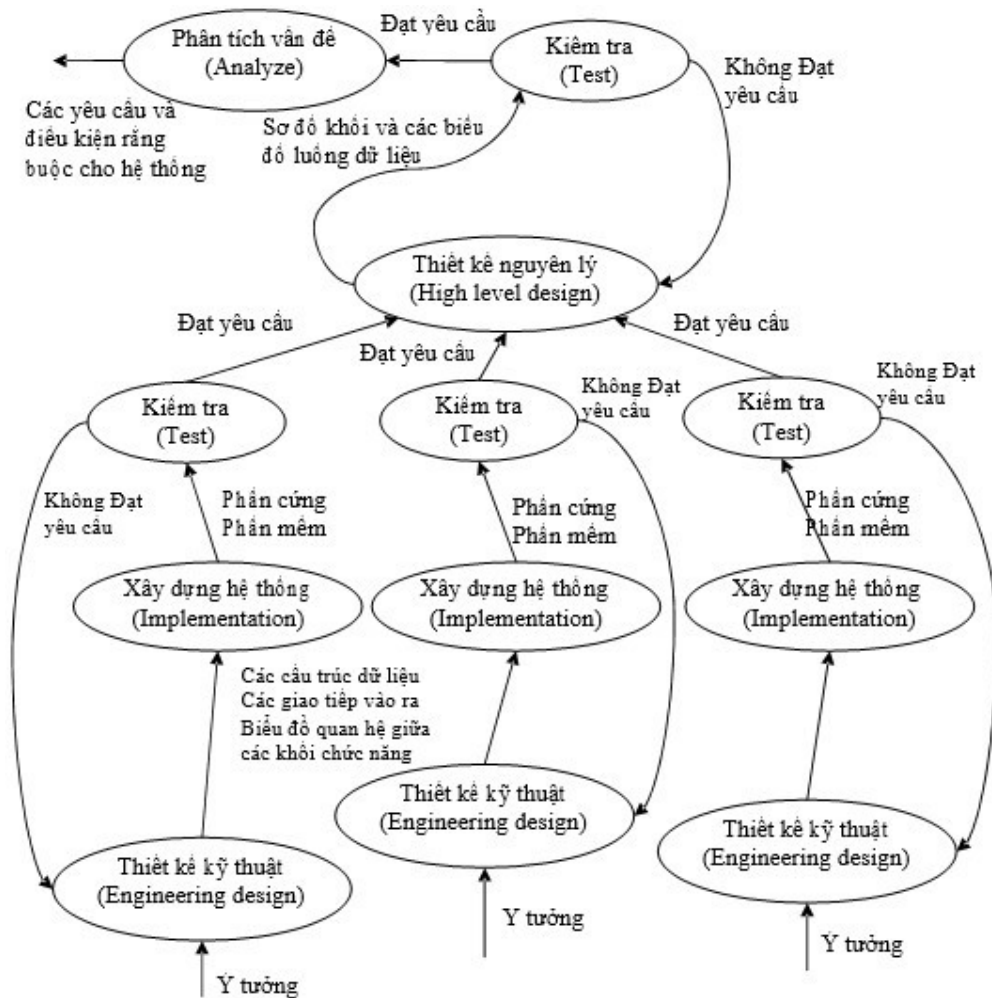 Đạt yêu cầu
Phân tích vấn đề
(Analyze)
Kiểm tra
(Test)
Không Đạt
yêu cầu
Các yêu cầu và
điều kiện rằng
buộc cho hệ thống
Sơ đồ khối và các biểu
đồ luồng dữ liệu
Thiết kế nguyên lý
(High level design)
Đạt yêu cầu
Đạt yêu cầu
Đạt yêu cầu
Kiểm tra
(Test)
Kiểm tra
(Test)
Không Đạt
yêu cầu
Kiểm tra
(Test)
Không Đạt
yêu cầu
Không Đạt
yêu cầu
Phần cứng
Phần mềm
Phần cứng
Phần mềm
Phần cứng
Phần mềm
Xây dựng hệ thống
(Implementation)
Xây dựng hệ thống
(Implementation)
Xây dựng hệ thống
(Implementation)
Các cấu trúc dữ liệu
Các giao tiếp vào ra
Biểu đồ quan hệ giữa
các khối chức năng
Thiết kế kỹ thuật
(Engineering design)
Thiết kế kỹ thuật
(Engineering design)
Thiết kế kỹ thuật
(Engineering design)
Ý tưởng
Ý tưởng
Ý tưởng